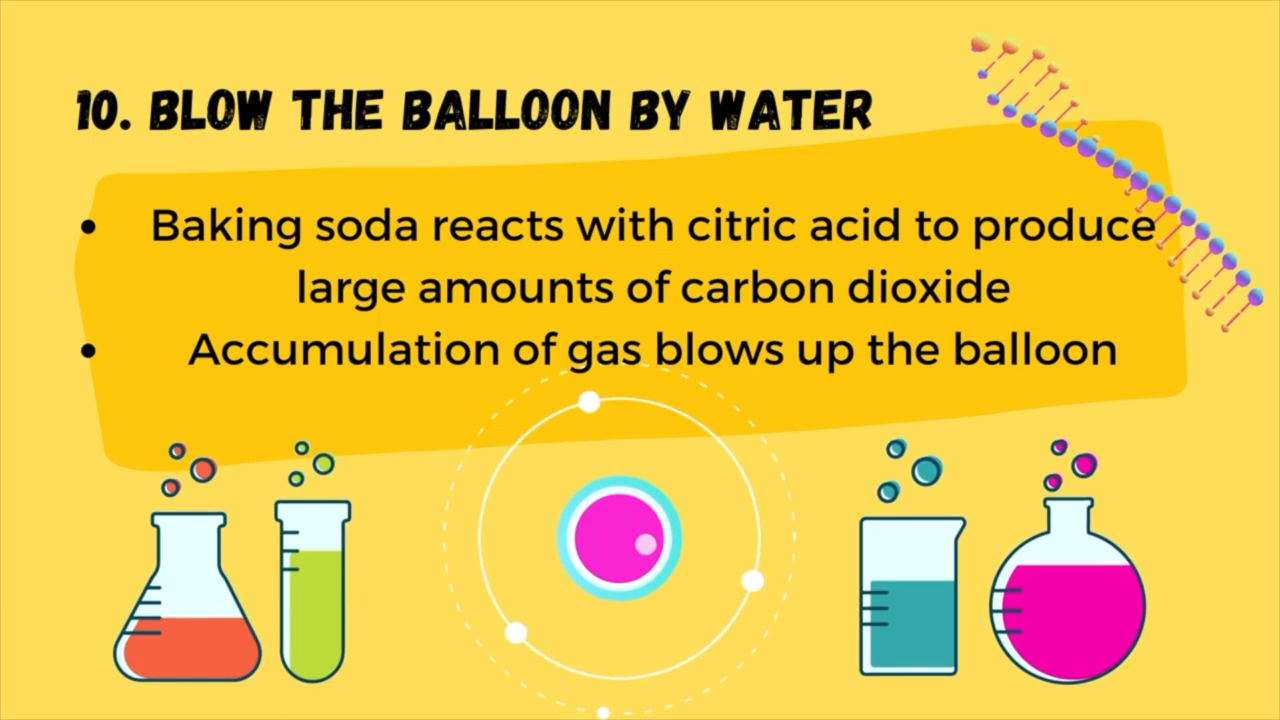 10. BLOW THE BALLOON BY WATER
• Baking soda reacts with citric acid to produce
large amounts of carbon dioxide
• Accumulation of gas blows up the balloon